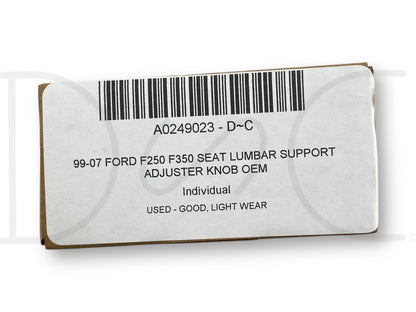 A0249023 - D~C
99-07 FORD F250 F350 SEAT LUMBAR SUPPORT
ADJUSTER KNOB OEM
Individual
USED - GOOD, LIGHT WEAR